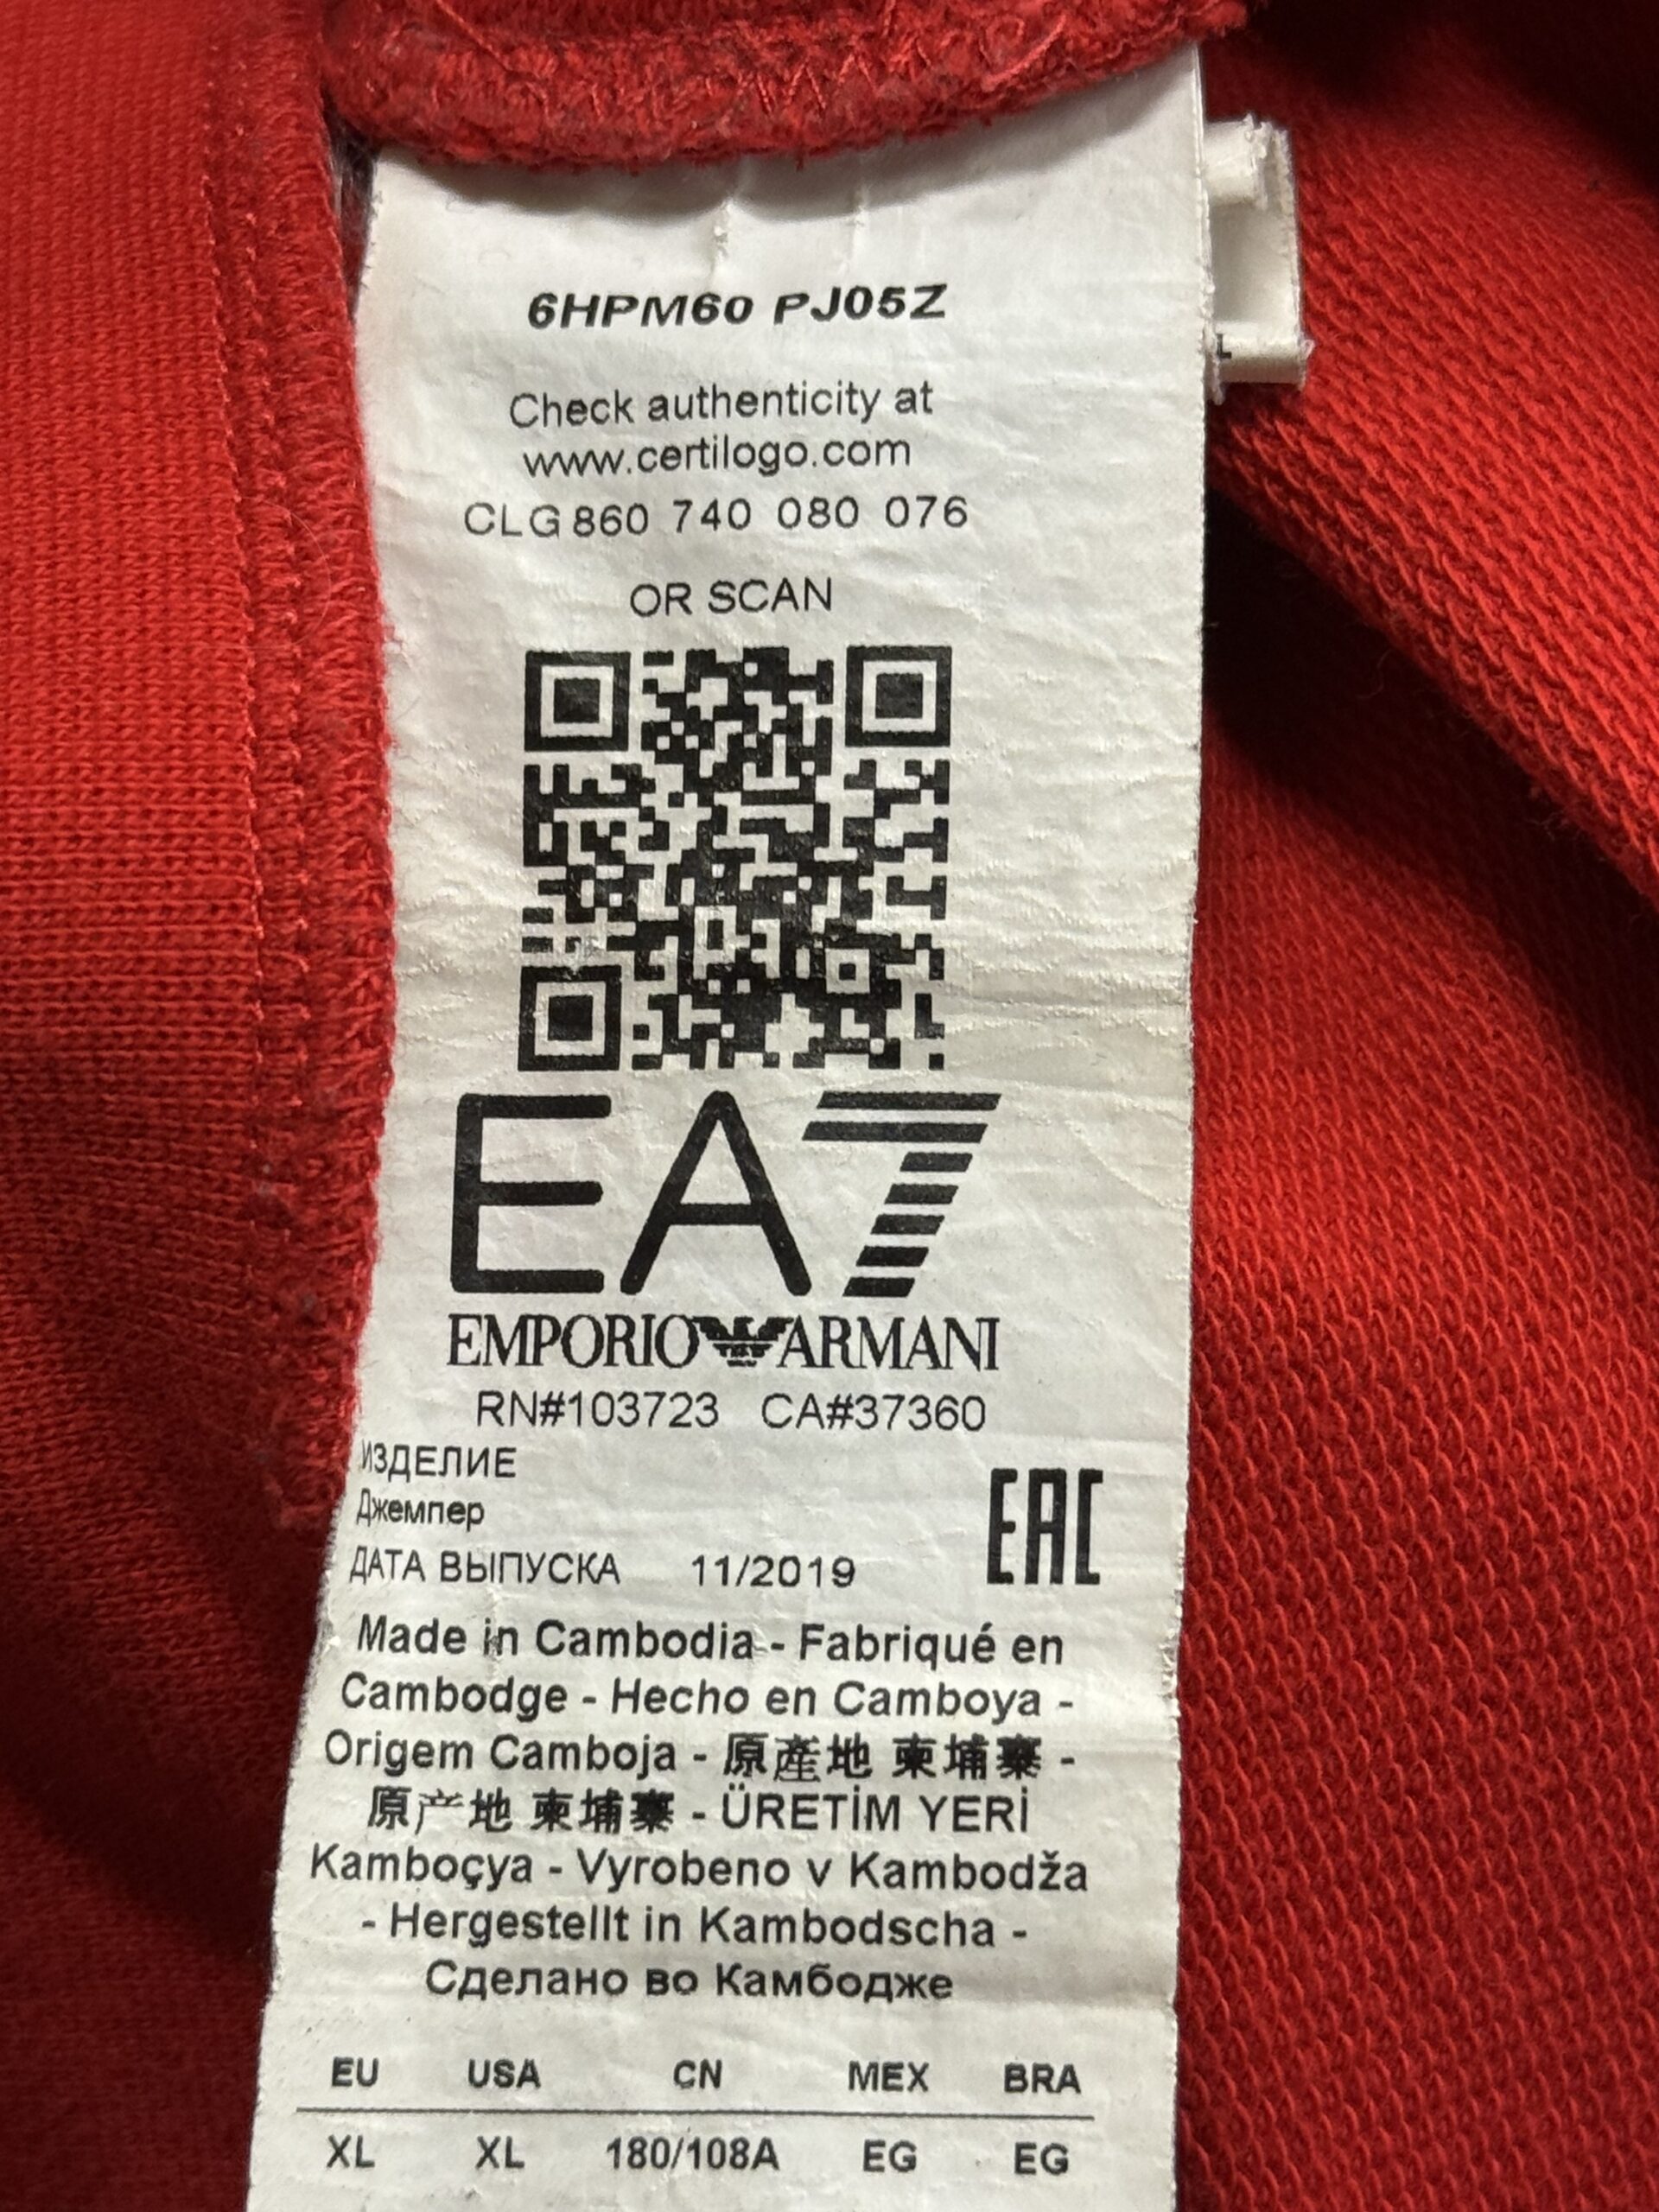 6HPM60 PJ05Z
Check authenticity at
www.certilogo.com
CLG 860 740 080 076
OR SCAN
EA7
EMPORIO ARMANI
RN#103723 CA#37360
ИЗДЕЛИЕ
Джемпер
EAC
ДАТА ВЫПУСКА 11/2019
Made in Cambodia - Fabriqué en
Cambodge - Hecho en Camboya -
Origem Camboja - 原產地 柬埔寨 -
原产地 柬埔寨 - ÜRETİM YERİ
Kamboçya - Vyrobeno v Kambodža
- Hergestellt in Kambodscha -
Сделано во Камбодже
EU USA CN MEX BRA
XL XL 180/108A EG EG